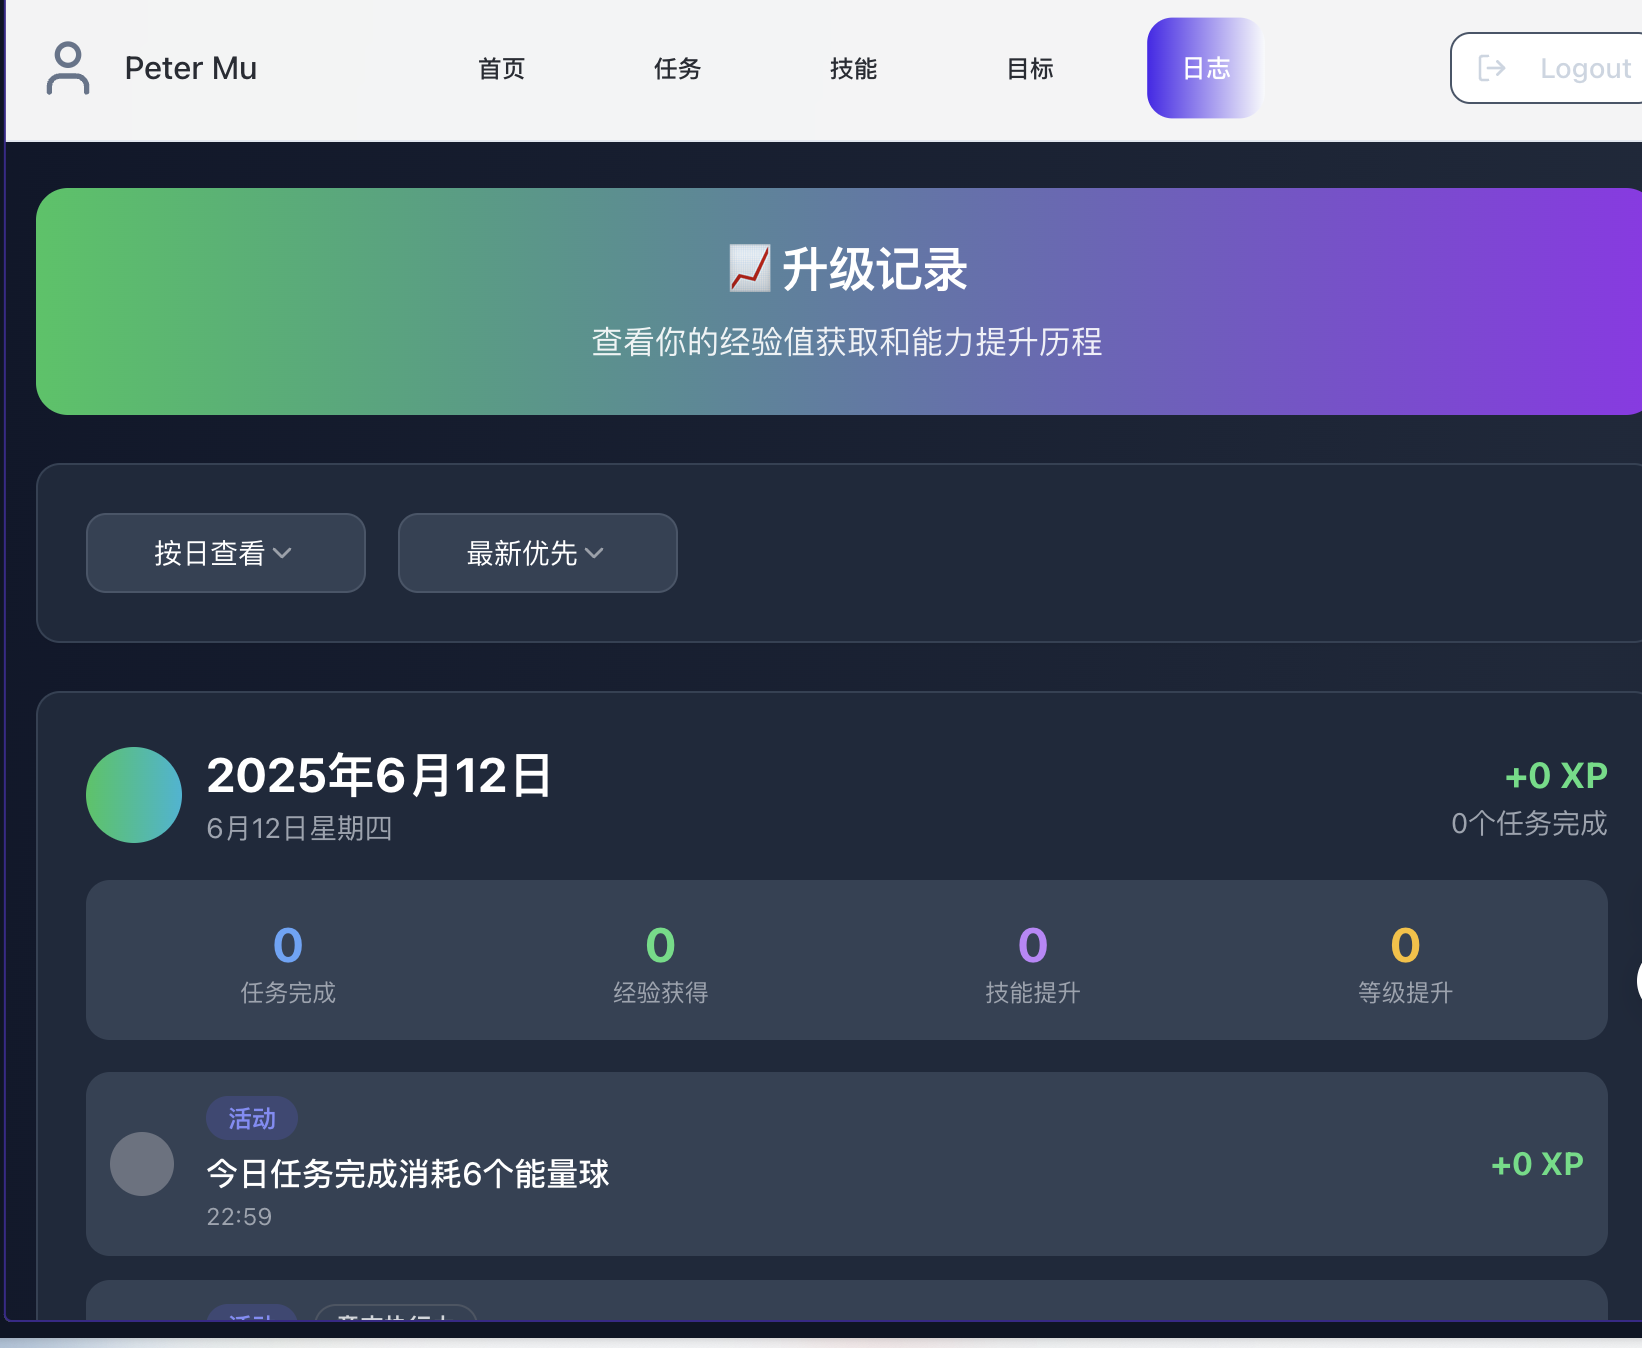 Peter Mu
首页
任务
技能
目标
日志
Logout
升级记录
查看你的经验值获取和能力提升历程
按日查看
最新优先
2025年6月12日
6月12日星期四
+0 XP
0个任务完成
0
任务完成
0
经验获得
0
技能提升
0
等级提升
活动
今日任务完成消耗6个能量球
22:59
+0 XP
活动